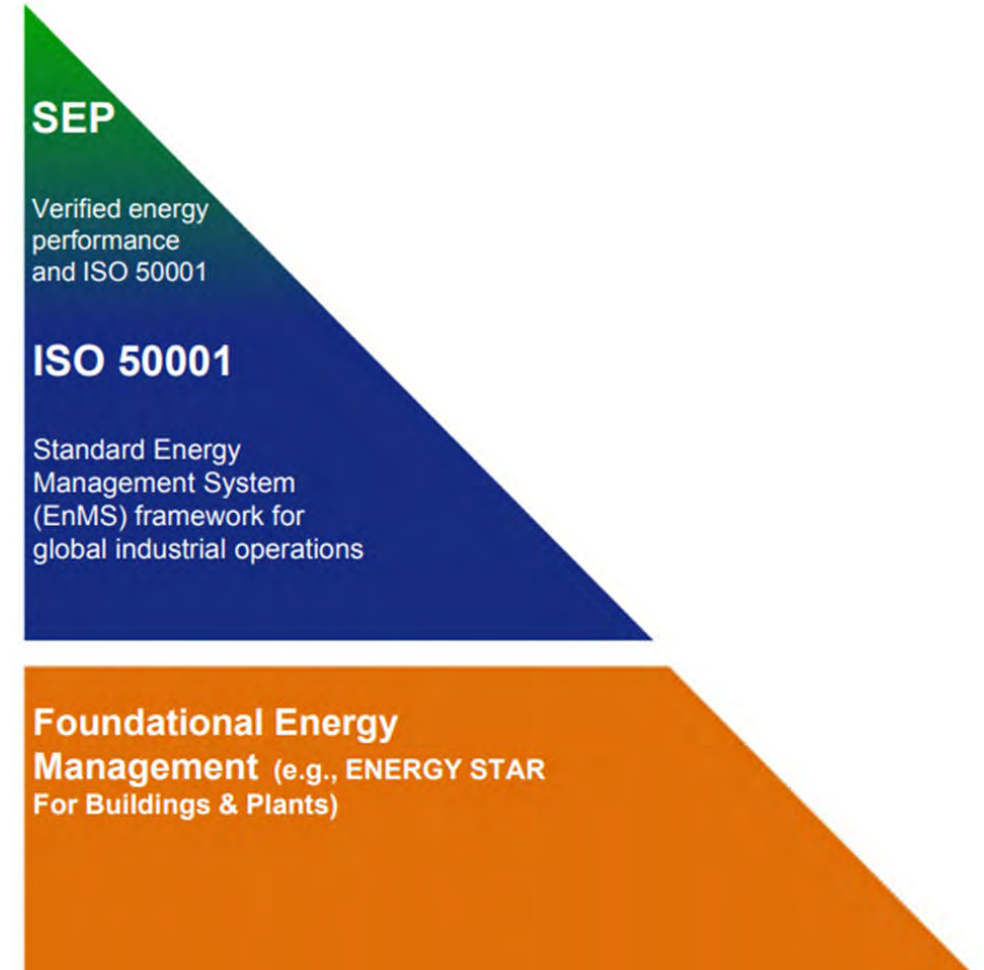 SEP
Verified energy
performance
and ISO 50001
ISO 50001
Standard Energy
Management System
(EnMS) framework for
global industrial operations
Foundational Energy
Management (e.g., ENERGY STAR
For Buildings & Plants)